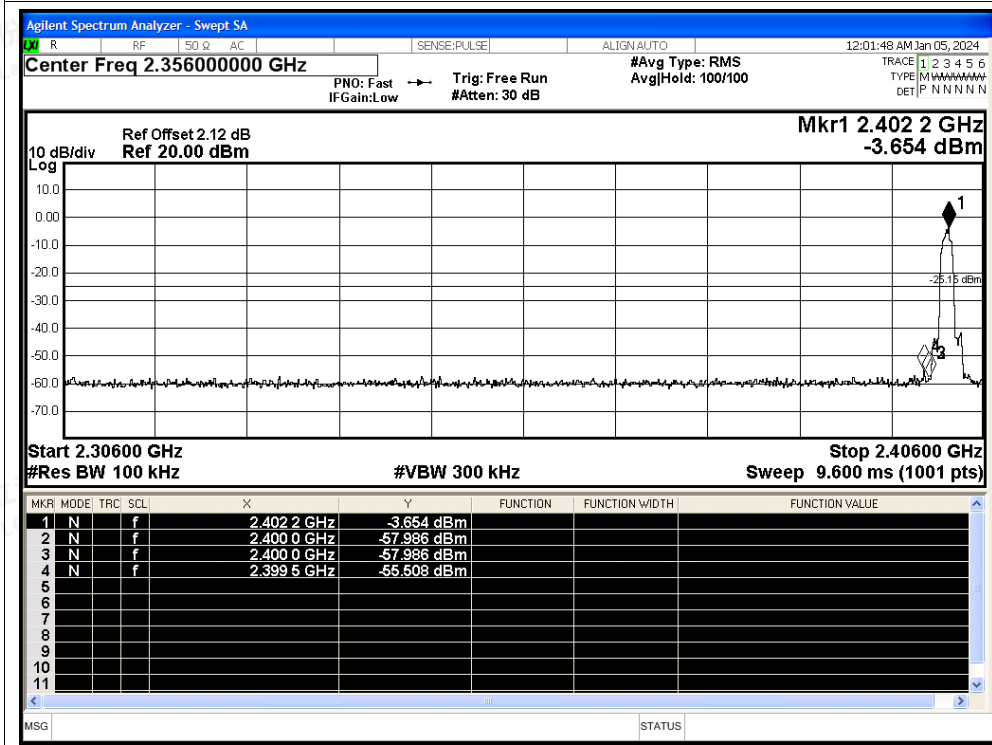 Agilent Spectrum Analyzer - Swept SA
LXI R RF 50 Ω AC SENSE:PULSE ALIGN AUTO 12:01:48 AM Jan 05, 2024
Center Freq 2.356000000 GHz #Avg Type: RMS TRACE 1 2 3 4 5 6
PNO: Fast Trig: Free Run Avg|Hold: 100/100 TYPE M
IFGain:Low #Atten: 30 dB DET P N N N N N
Mkr1 2.402 2 GHz
Ref Offset 2.12 dB
10 dB/div Ref 20.00 dBm -3.654 dBm
Log
10.0
1
0.00
-10.0
-20.0
-25.15 dBm
-30.0
-40.0
-50.0
3
-60.0
-70.0
Start 2.30600 GHz Stop 2.40600 GHz
#Res BW 100 kHz #VBW 300 kHz Sweep 9.600 ms (1001 pts)
MKR MODE TRC SCL X Y FUNCTION FUNCTION WIDTH FUNCTION VALUE
1 N f 2.402 2 GHz -3.654 dBm
2 N f 2.400 0 GHz -57.986 dBm
3 N f 2.400 0 GHz -57.986 dBm
4 N f 2.399 5 GHz -55.508 dBm
5
6
7
8
9
10
11
MSG STATUS